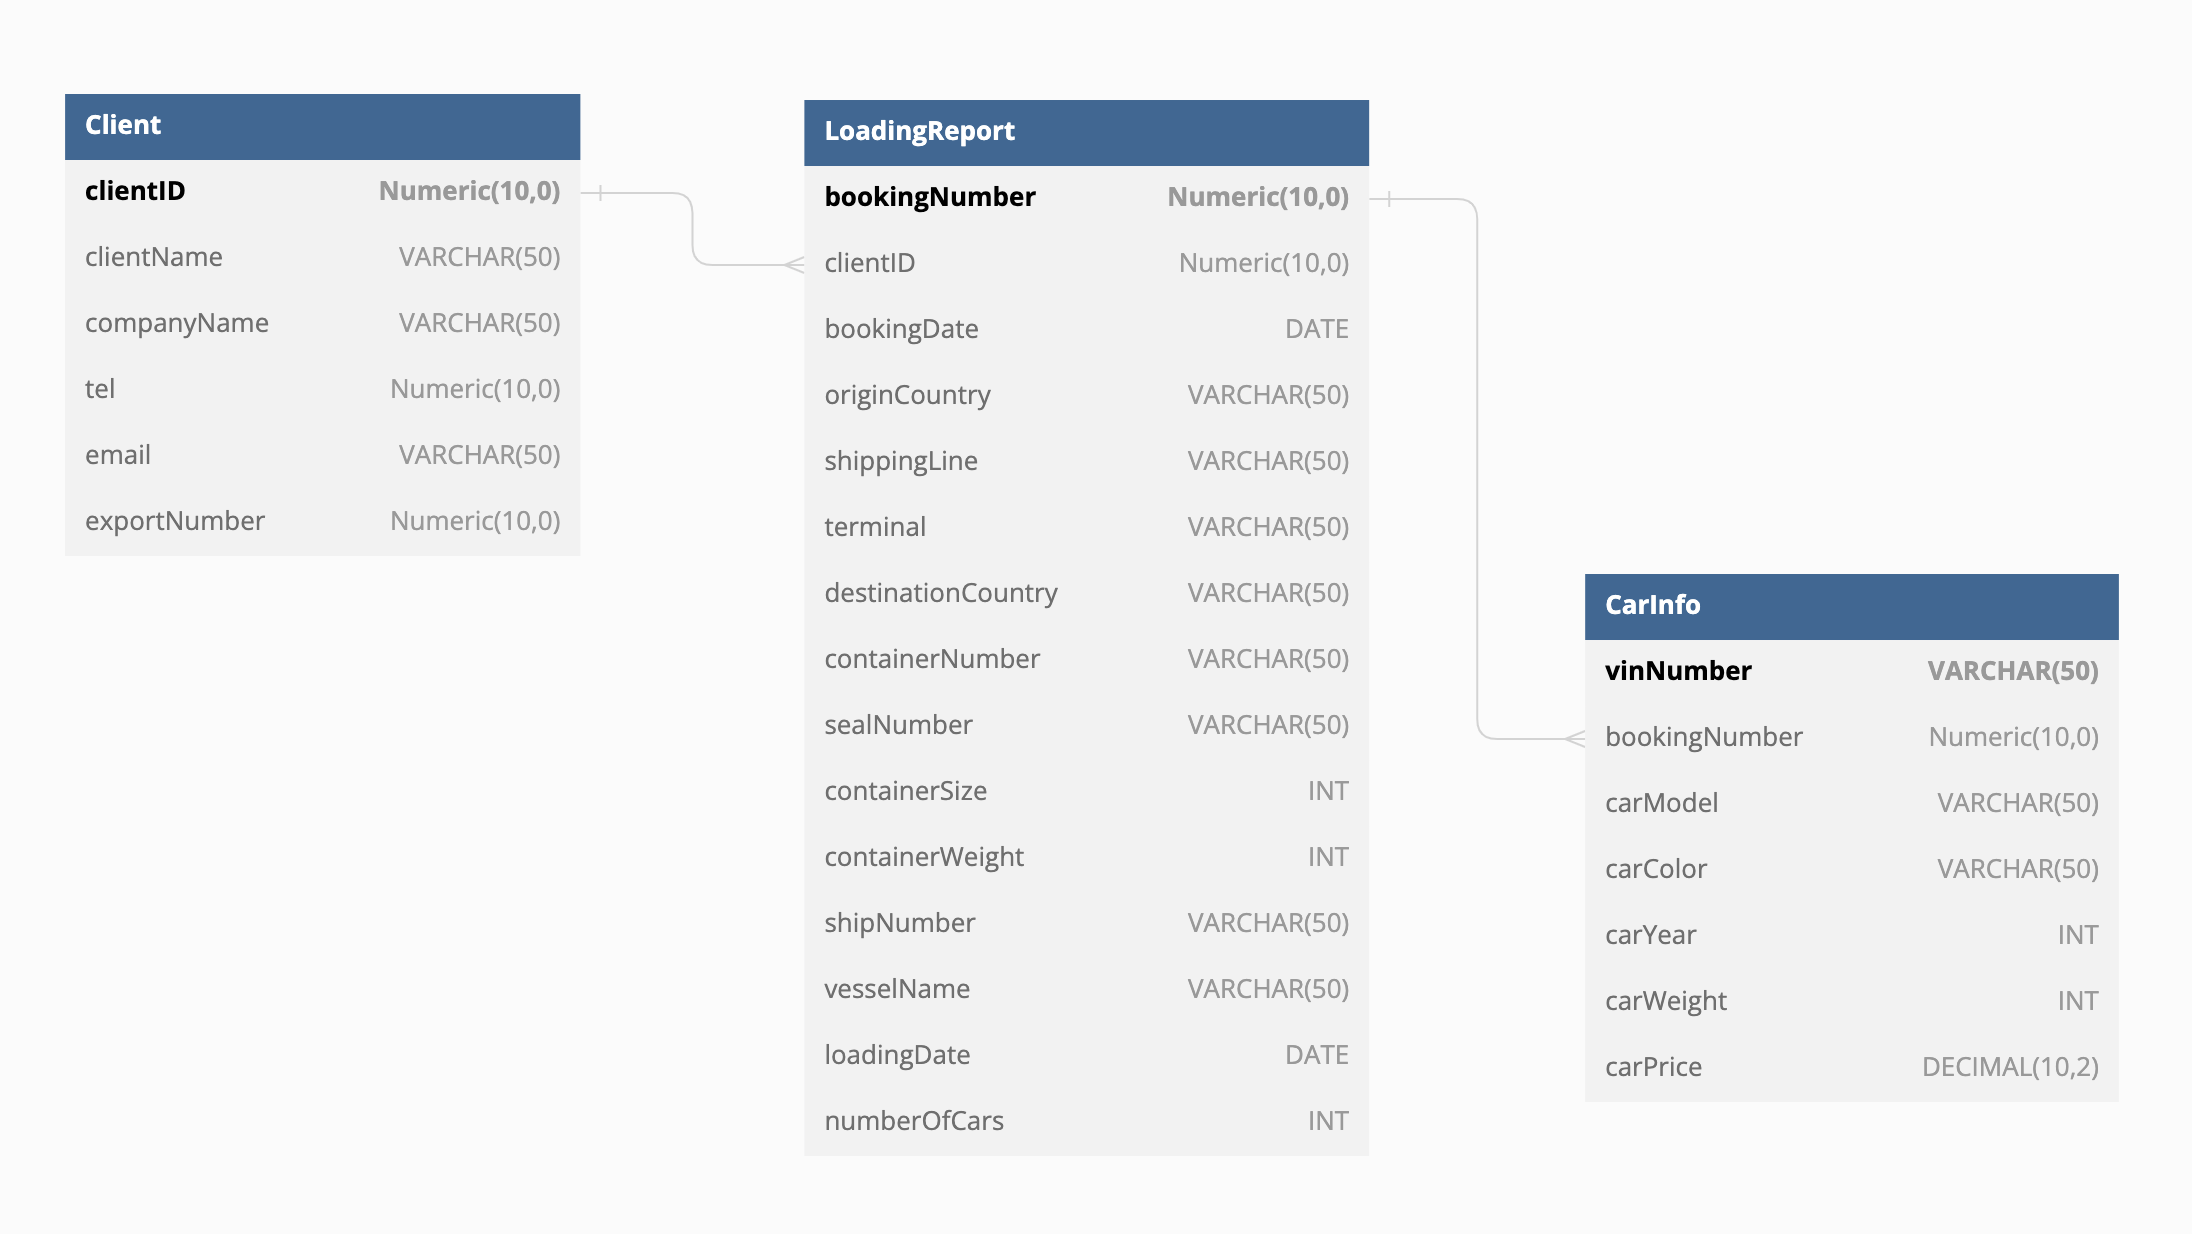 Client
clientID Numeric(10,0)
clientName VARCHAR(50)
companyName VARCHAR(50)
tel Numeric(10,0)
email VARCHAR(50)
exportNumber Numeric(10,0)
LoadingReport
bookingNumber Numeric(10,0)
clientID Numeric(10,0)
bookingDate DATE
originCountry VARCHAR(50)
shippingLine VARCHAR(50)
terminal VARCHAR(50)
destinationCountry VARCHAR(50)
containerNumber VARCHAR(50)
sealNumber VARCHAR(50)
containerSize INT
containerWeight INT
shipNumber VARCHAR(50)
vesselName VARCHAR(50)
loadingDate DATE
numberOfCars INT
CarInfo
vinNumber VARCHAR(50)
bookingNumber Numeric(10,0)
carModel VARCHAR(50)
carColor VARCHAR(50)
carYear INT
carWeight INT
carPrice DECIMAL(10,2)